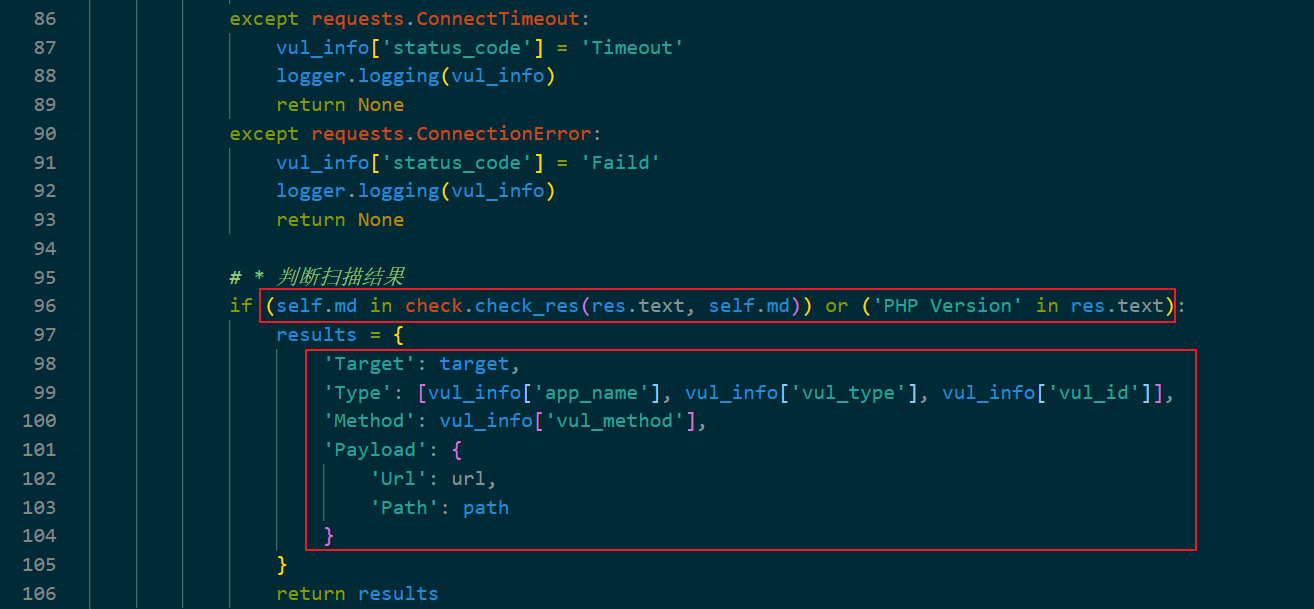 86 except requests.ConnectTimeout:
87 vul_info['status_code'] = 'Timeout'
88 logger.logging(vul_info)
89 return None
90 except requests.ConnectionError:
91 vul_info['status_code'] = 'Faild'
92 logger.logging(vul_info)
93 return None
94
95 # * 判断扫描结果
96 if (self.md in check.check_res(res.text, self.md)) or ('PHP Version' in res.text):
97 results = {
98 'Target': target,
99 'Type': [vul_info['app_name'], vul_info['vul_type'], vul_info['vul_id']],
100 'Method': vul_info['vul_method'],
101 'Payload': {
102 'Url': url,
103 'Path': path
104 }
105 }
106 return results